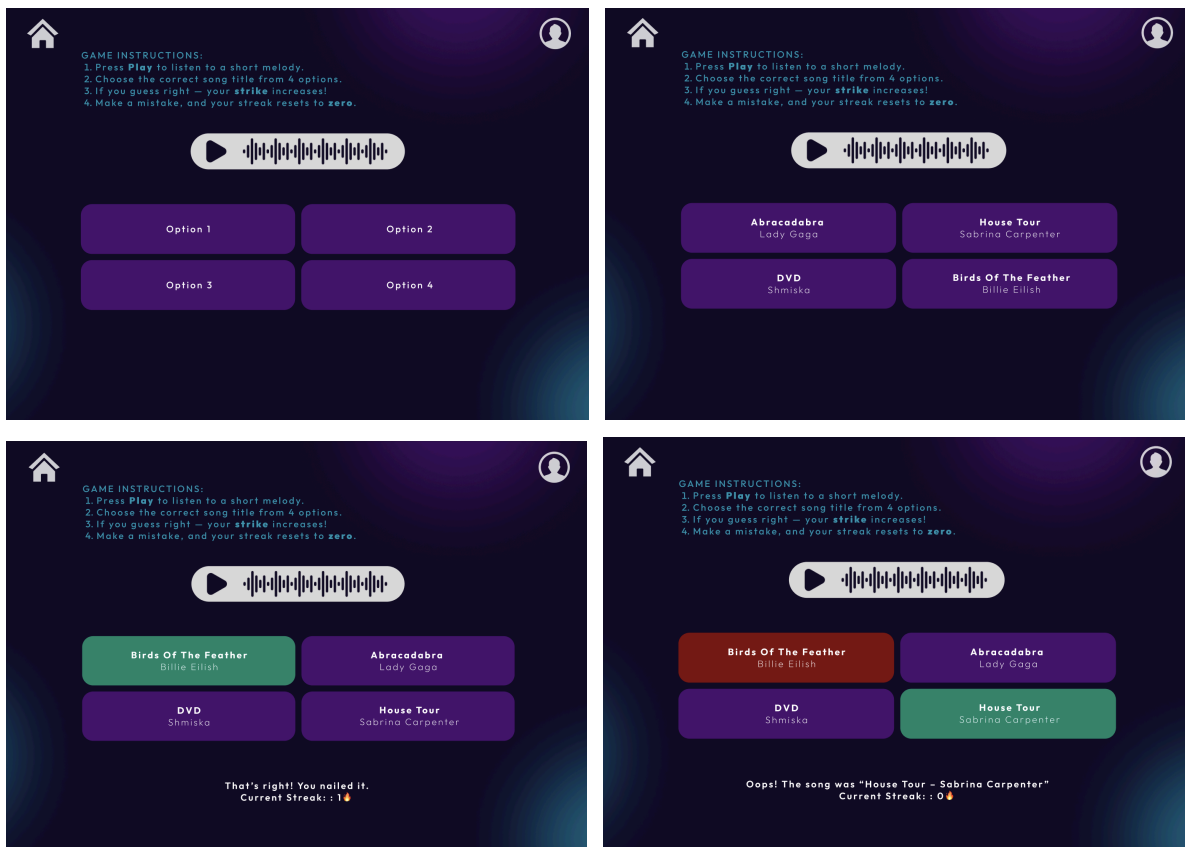 GAME INSTRUCTIONS:
1. Press Play to listen to a short melody.
2. Choose the correct song title from 4 options.
3. If you guess right — your strike increases!
4. Make a mistake, and your streak resets to zero.
Option 1
Option 2
Option 3
Option 4
GAME INSTRUCTIONS:
1. Press Play to listen to a short melody.
2. Choose the correct song title from 4 options.
3. If you guess right — your strike increases!
4. Make a mistake, and your streak resets to zero.
Abracadabra
Lady Gaga
House Tour
Sabrina Carpenter
DVD
Shmiska
Birds Of The Feather
Billie Eilish
GAME INSTRUCTIONS:
1. Press Play to listen to a short melody.
2. Choose the correct song title from 4 options.
3. If you guess right — your strike increases!
4. Make a mistake, and your streak resets to zero.
Birds Of The Feather
Billie Eilish
Abracadabra
Lady Gaga
DVD
Shmiska
House Tour
Sabrina Carpenter
That's right! You nailed it.
Current Streak: : 1🔥
GAME INSTRUCTIONS:
1. Press Play to listen to a short melody.
2. Choose the correct song title from 4 options.
3. If you guess right — your strike increases!
4. Make a mistake, and your streak resets to zero.
Birds Of The Feather
Billie Eilish
Abracadabra
Lady Gaga
DVD
Shmiska
House Tour
Sabrina Carpenter
Oops! The song was “House Tour – Sabrina Carpenter”
Current Streak: : 0🔥